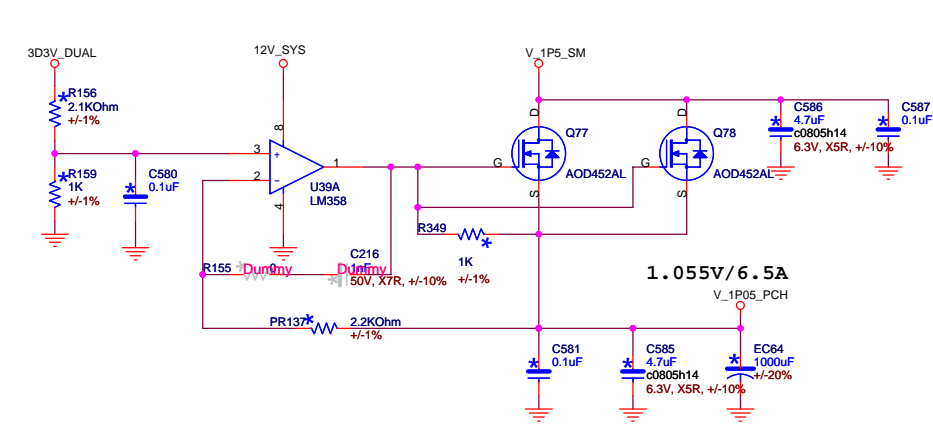 3D3V_DUAL
12V_SYS
V_1P5_SM
R156
2.1KOhm
+/-1%
R159
1K
+/-1%
C580
0.1uF
3
+
2
-
8
4
1
U39A
LM358
D
G
S
Q77
AOD452AL
D
G
S
Q78
AOD452AL
C586
4.7uF
c0805h14
6.3V, X5R, +/-10%
C587
0.1uF
R349
1K
+/-1%
R155
Dummy
0
C216
Dummy
1nF
50V, X7R, +/-10%
1.055V/6.5A
V_1P05_PCH
PR137
2.2KOhm
+/-1%
C581
0.1uF
C585
4.7uF
c0805h14
6.3V, X5R, +/-10%
EC64
1000uF
+/-20%